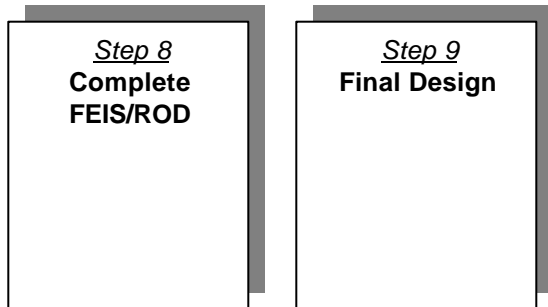 Step 8
Complete
FEIS/ROD
Step 9
Final Design